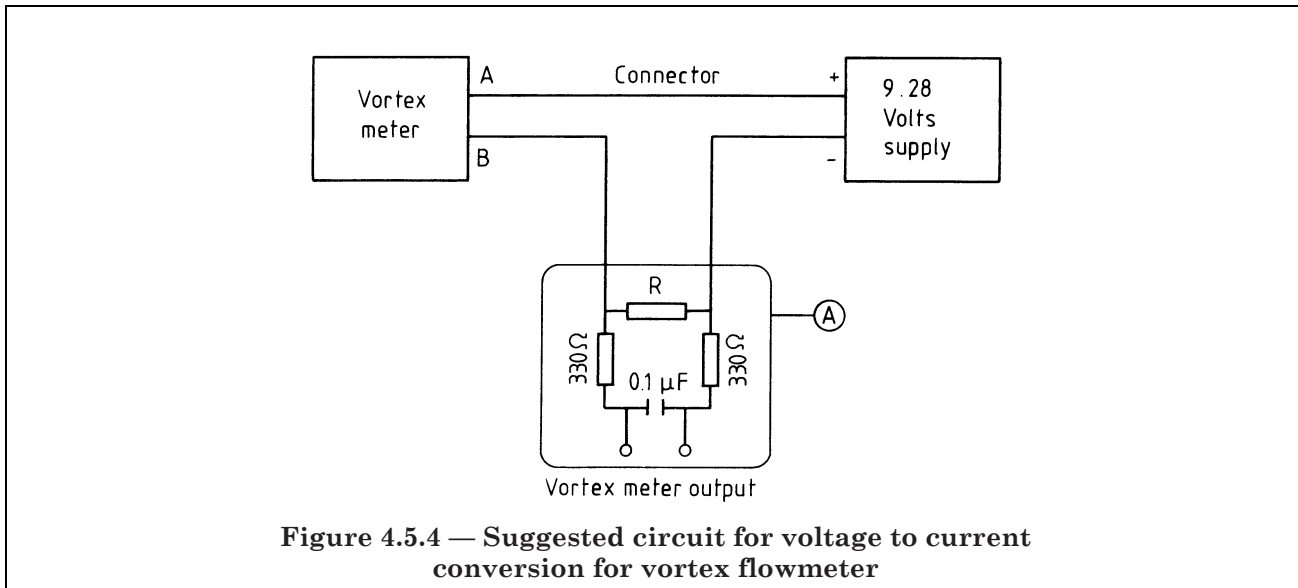 A
Connector
+
Vortex
meter
9.28
Volts
supply
B
-
R
A
330Ω
0.1 µF
330Ω
Vortex meter output
Figure 4.5.4 — Suggested circuit for voltage to current
conversion for vortex flowmeter